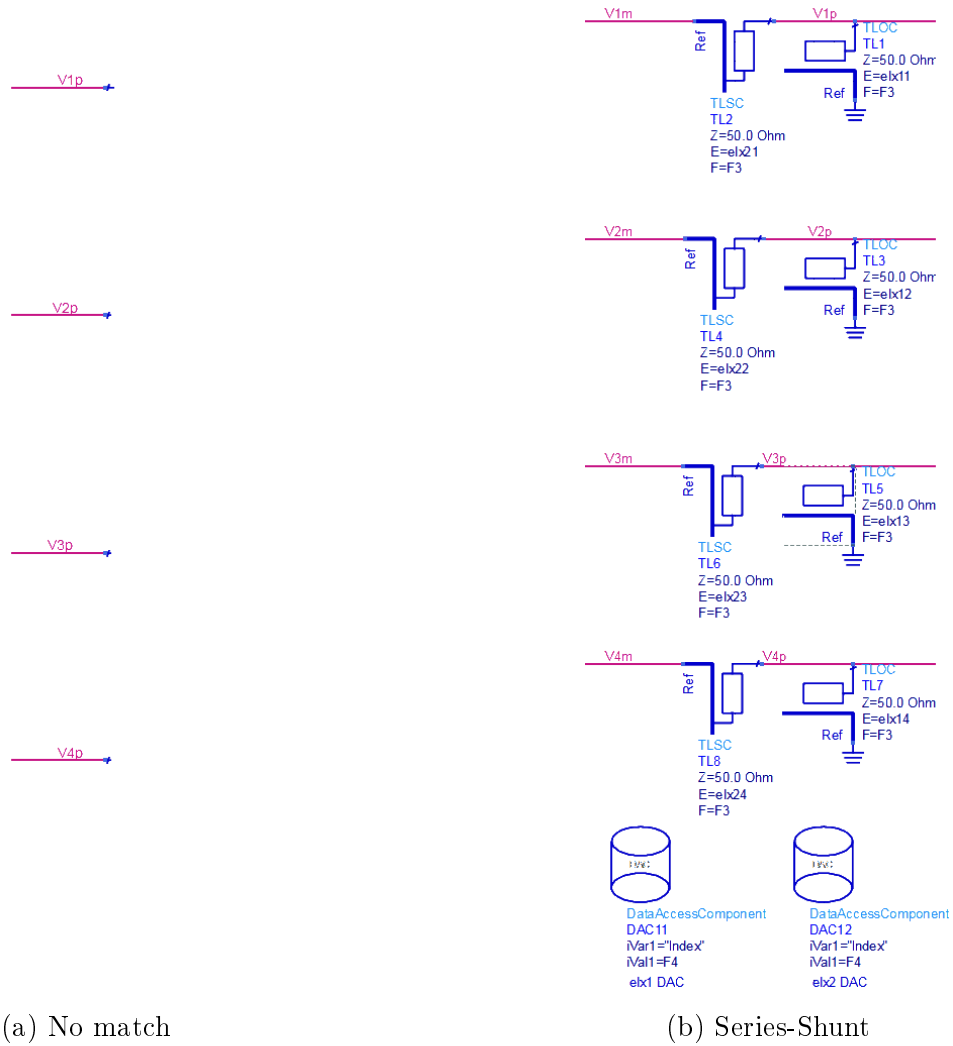 V1p
V2p
V3p
V4p
(a) No match
V1m
V1p
Ref
TLSC
TL2
Z=50.0 Ohm
E=elx21
F=F3
TLOC
TL1
Z=50.0 Ohm
E=elx11
F=F3
Ref
V2m
V2p
Ref
TLSC
TL4
Z=50.0 Ohm
E=elx22
F=F3
TLOC
TL3
Z=50.0 Ohm
E=elx12
F=F3
Ref
V3m
V3p
Ref
TLSC
TL6
Z=50.0 Ohm
E=elx23
F=F3
TLOC
TL5
Z=50.0 Ohm
E=elx13
F=F3
Ref
V4m
V4p
Ref
TLSC
TL8
Z=50.0 Ohm
E=elx24
F=F3
TLOC
TL7
Z=50.0 Ohm
E=elx14
F=F3
Ref
DAC
DataAccessComponent
DAC11
iVar1="Index"
iVal1=F4
elx1 DAC
DAC
DataAccessComponent
DAC12
iVar1="Index"
iVal1=F4
elx2 DAC
(b) Series-Shunt